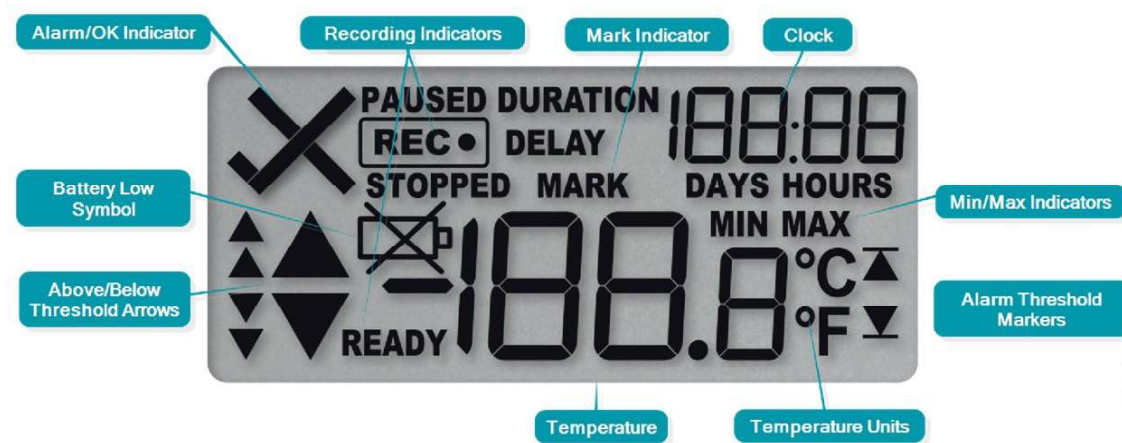 Alarm/OK Indicator
Recording Indicators
Mark Indicator
Clock
PAUSED DURATION
188:88
REC DELAY
STOPPED MARK
DAYS HOURS
Battery Low
Symbol
MIN MAX
Min/Max Indicators
-188.8
°C
Above/Below
Threshold Arrows
Alarm Threshold
Markers
°F
READY
Temperature
Temperature Units